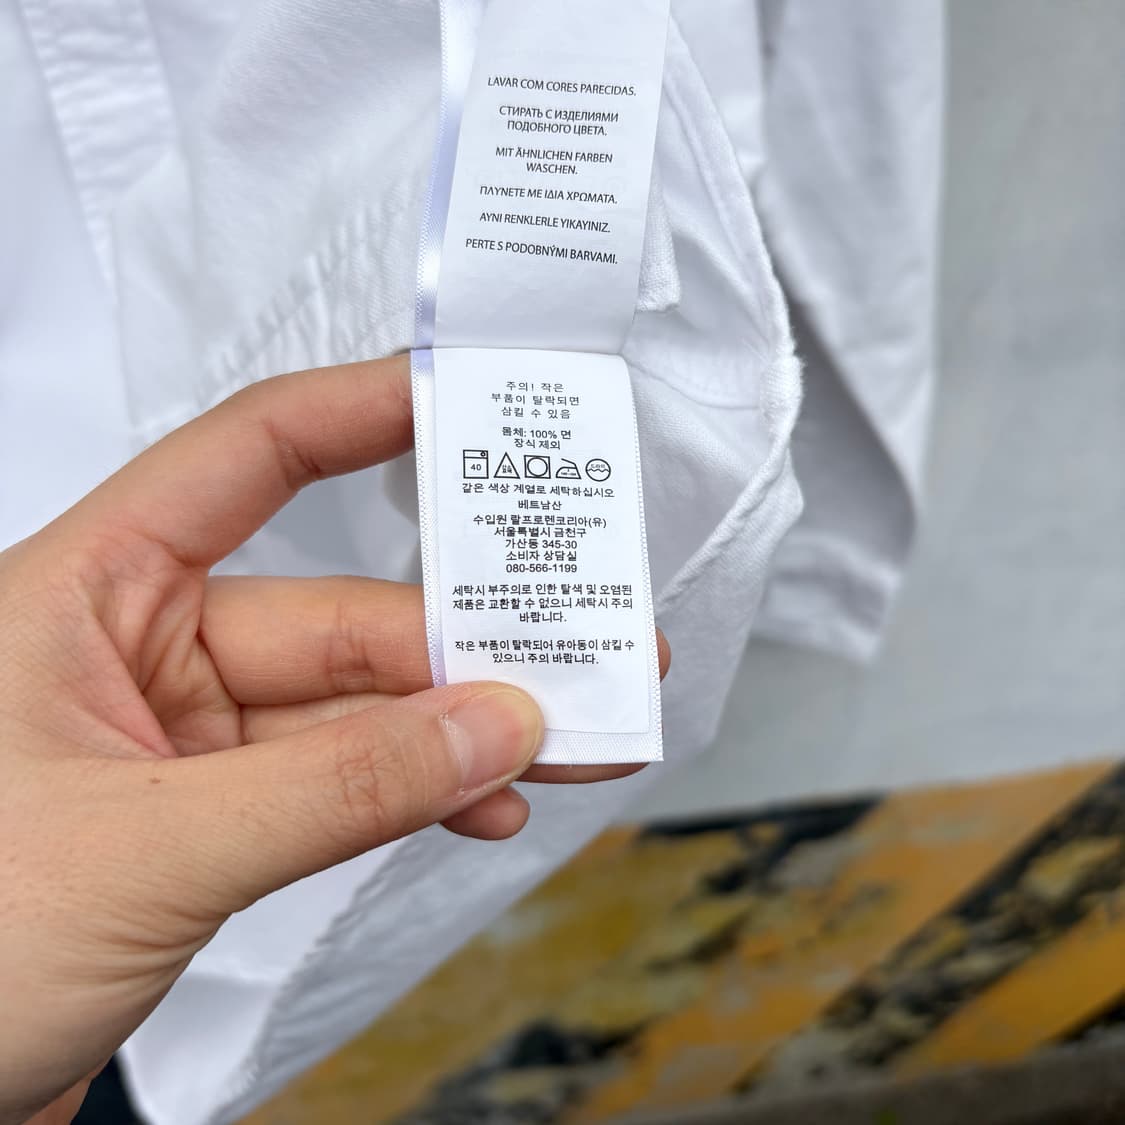 LAVAR COM CORES PARECIDAS.
СТИРАТЬ С ИЗДЕЛИЯМИ
ПОДОБНОГО ЦВЕТА.
MIT ÄHNLICHEN FARBEN
WASCHEN.
ΠΛΥΝΕΤΕ ΜΕ ΙΔΙΑ ΧΡΩΜΑΤΑ.
AYNI RENKLERLE YIKAYINIZ.
PERTE S PODOBNÝMI BARVAMI.
주의! 작은
부품이 탈락되면
삼킬 수 있음
몸체: 100% 면
장식 제외
40
같은 색상 계열로 세탁하십시오
베트남산
수입원 랄프로렌코리아(유)
서울특별시 금천구
가산동 345-30
소비자 상담실
080-566-1199
세탁시 부주의로 인한 탈색 및 오염된
제품은 교환할 수 없으니 세탁시 주의
바랍니다.
작은 부품이 탈락되어 유아동이 삼킬 수
있으니 주의 바랍니다.